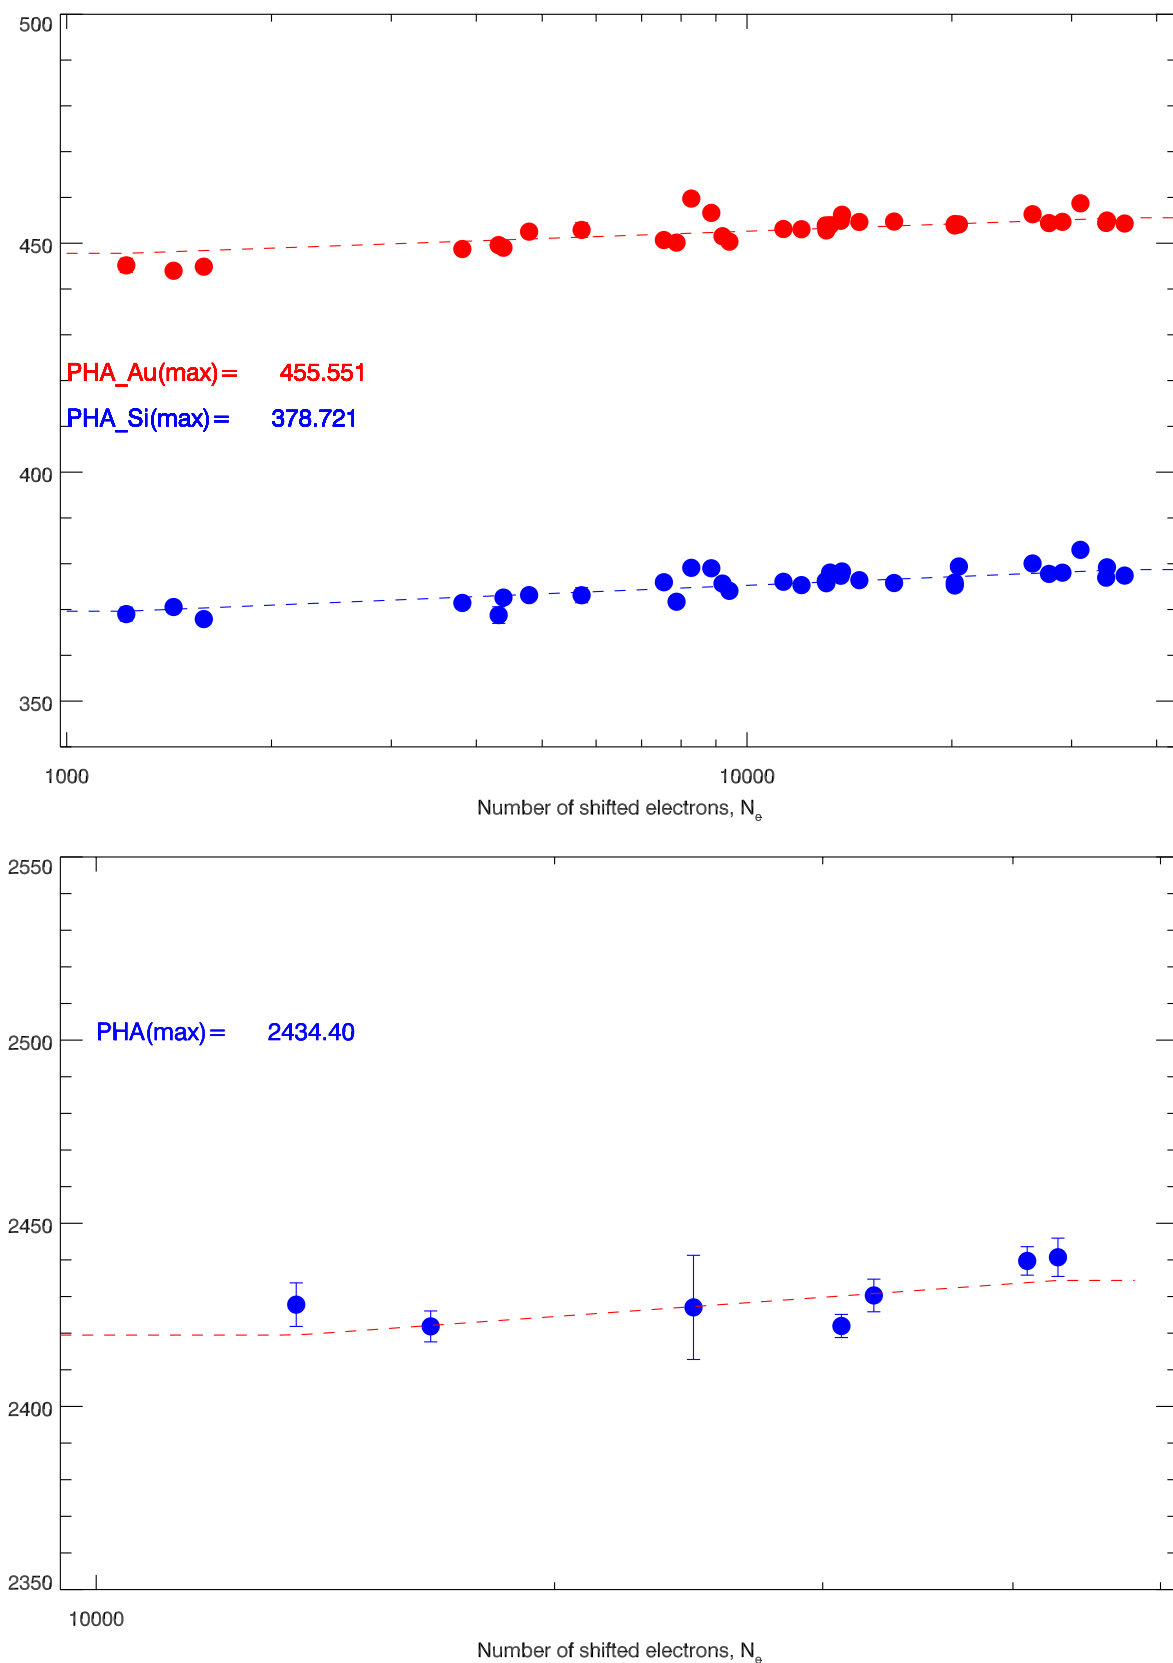 500
450
PHA_Au(max)= 455.551
PHA_Si(max)= 378.721
400
350
1000 10000
Number of shifted electrons, Ne
2550
PHA(max)= 2434.40
2500
2450
2400
2350
10000
Number of shifted electrons, Ne